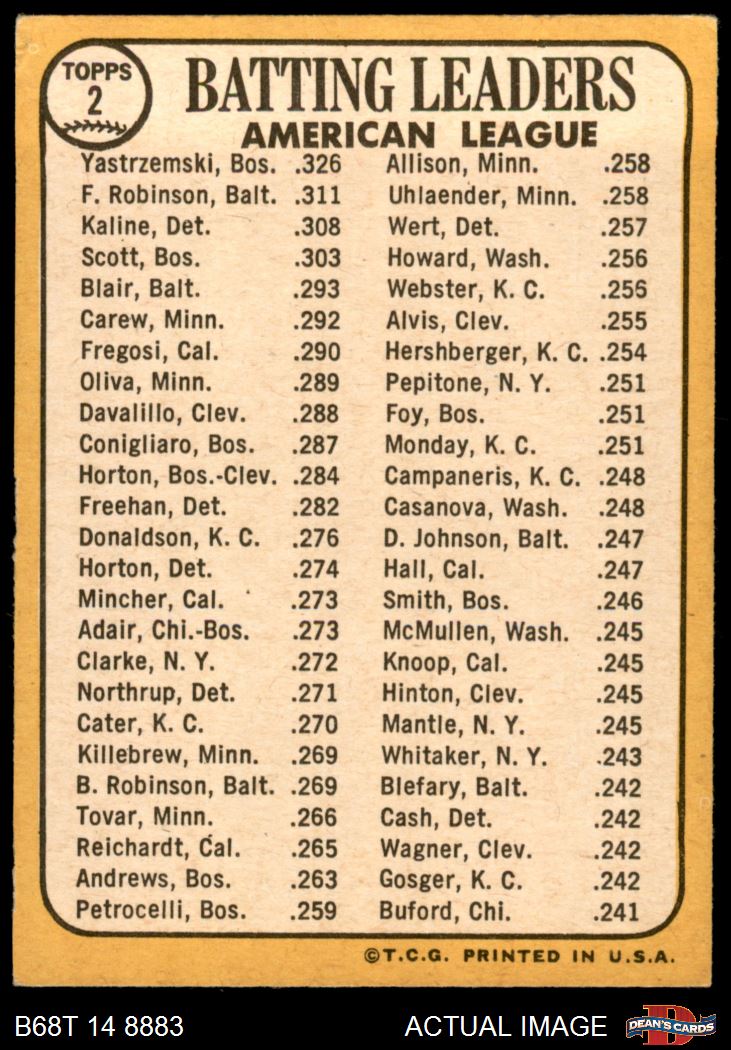 TOPPS
2
BATTING LEADERS
AMERICAN LEAGUE
Yastrzemski, Bos. .326
F. Robinson, Balt. .311
Kaline, Det. .308
Scott, Bos. .303
Blair, Balt. .293
Carew, Minn. .292
Fregosi, Cal. .290
Oliva, Minn. .289
Davalillo, Clev. .288
Conigliaro, Bos. .287
Horton, Bos.-Clev. .284
Freehan, Det. .282
Donaldson, K. C. .276
Horton, Det. .274
Mincher, Cal. .273
Adair, Chi.-Bos. .273
Clarke, N. Y. .272
Northrup, Det. .271
Cater, K. C. .270
Killebrew, Minn. .269
B. Robinson, Balt. .269
Tovar, Minn. .266
Reichardt, Cal. .265
Andrews, Bos. .263
Petrocelli, Bos. .259
Allison, Minn. .258
Uhlaender, Minn. .258
Wert, Det. .257
Howard, Wash. .256
Webster, K. C. .256
Alvis, Clev. .255
Hershberger, K. C. .254
Pepitone, N. Y. .251
Foy, Bos. .251
Monday, K. C. .251
Campaneris, K. C. .248
Casanova, Wash. .248
D. Johnson, Balt. .247
Hall, Cal. .247
Smith, Bos. .246
McMullen, Wash. .245
Knoop, Cal. .245
Hinton, Clev. .245
Mantle, N. Y. .245
Whitaker, N. Y. .243
Blefary, Balt. .242
Cash, Det. .242
Wagner, Clev. .242
Gosger, K. C. .242
Buford, Chi. .241
©T.C.G. PRINTED IN U.S.A.
B68T 14 8883
ACTUAL IMAGE
D
DEAN'S CARDS